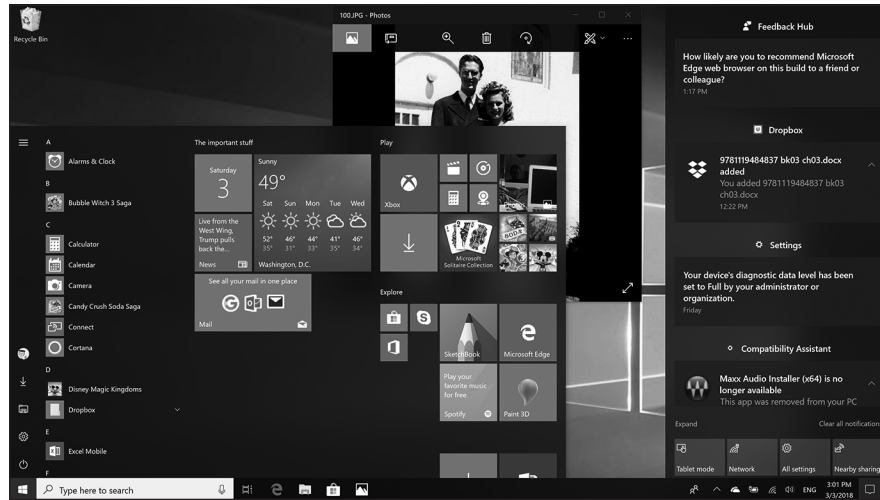 Recycle Bin
100.JPG - Photos
Feedback Hub
How likely are you to recommend Microsoft
Edge web browser on this build to a friend or
colleague?
1:17 PM
Dropbox
9781119484837 bk03 ch03.docx
added
You added 9781119484837 bk03
ch03.docx
12:22 PM
Settings
Your device's diagnostic data level has been
set to Full by your administrator or
organization.
Friday
Compatibility Assistant
Maxx Audio Installer (x64) is no
longer available
This app was removed from your PC
Expand
Clear all notifications
Tablet mode
Network
All settings
Nearby sharing
A
Alarms & Clock
B
Bubble Witch 3 Saga
C
Calculator
Calendar
Camera
Candy Crush Soda Saga
Connect
Cortana
D
Disney Magic Kingdoms
Dropbox
E
Excel Mobile
F
The important stuff
Saturday
3
Sunny
49°
Sat Sun Mon Tue Wed
52° 46° 44° 41° 46°
35° 31° 33° 35° 34°
Washington, D.C.
Live from the
West Wing,
Trump pulls
back the...
News
See all your mail in one place
Mail
Play
Xbox
Photos
Microsoft
Solitaire Collection
Explore
SketchBook
Microsoft Edge
Play your
favorite music
for free.
Spotify
Paint 3D
Type here to search
ENG
3:01 PM
3/3/2018